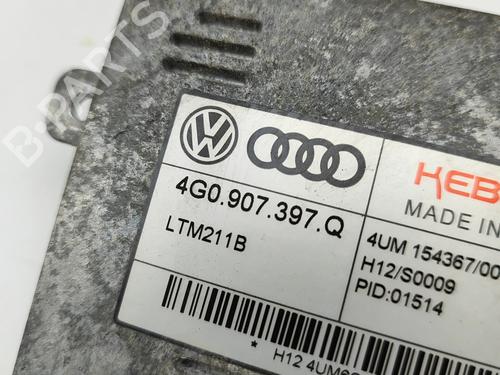 B-PARTS
4G0.907.397.Q
LTM211B
KEB
MADE IN
4UM 154367/00
H12/S0009
PID:01514
* H12 4UM